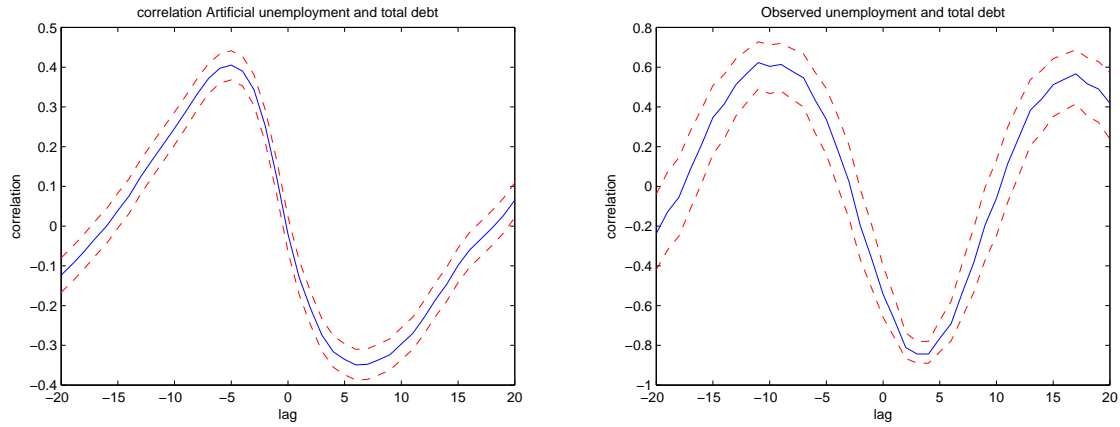 correlation Artificial unemployment and total debt
0.5
0.4
0.3
0.2
0.1
0
−0.1
−0.2
−0.3
−0.4
correlation
−20 −15 −10 −5 0 5 10 15 20
lag
Observed unemployment and total debt
0.8
0.6
0.4
0.2
0
−0.2
−0.4
−0.6
−0.8
−1
correlation
−20 −15 −10 −5 0 5 10 15 20
lag